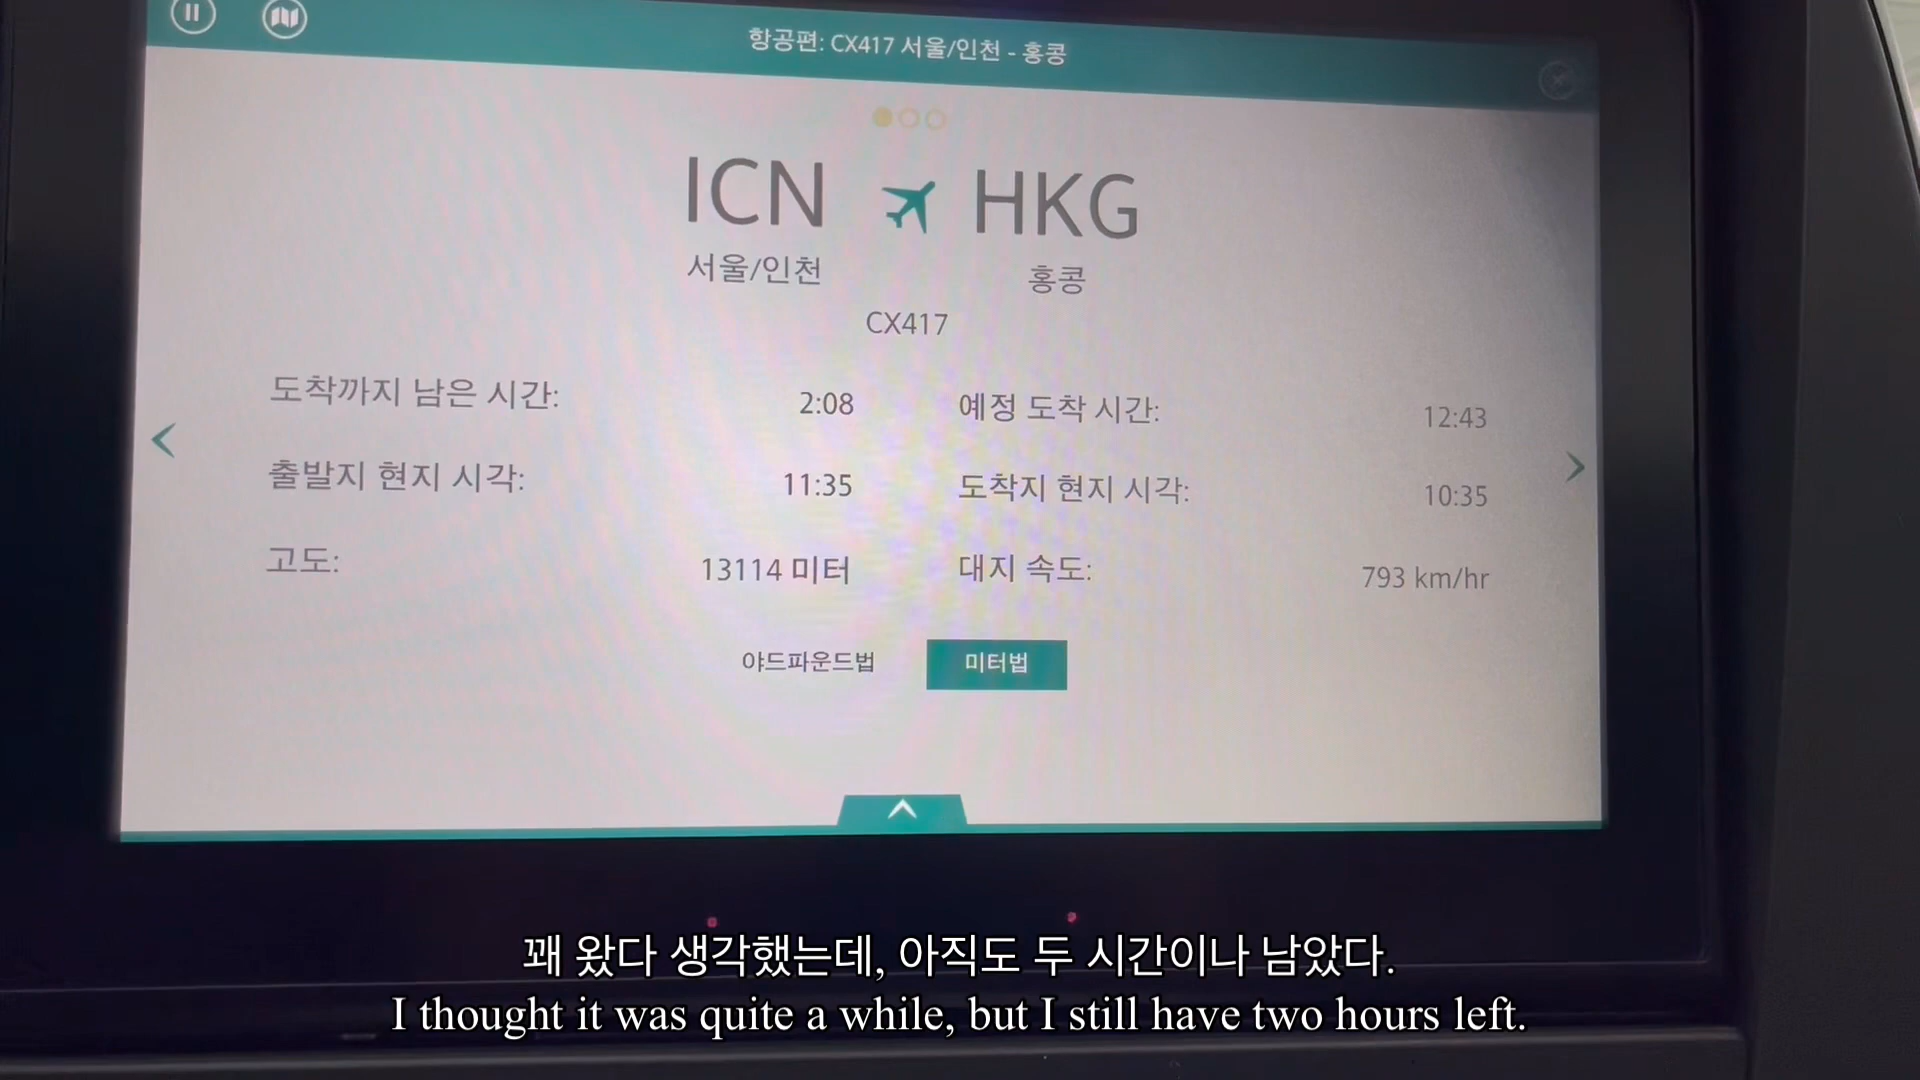 항공편: CX417 서울/인천 - 홍콩
ICN HKG
서울/인천 홍콩
CX417
도착까지 남은 시간: 2:08 예정 도착 시간: 12:43
출발지 현지 시각: 11:35 도착지 현지 시각: 10:35
고도: 13114 미터 대지 속도: 793 km/hr
야드파운드법 미터법
꽤 왔다 생각했는데, 아직도 두 시간이나 남았다.
I thought it was quite a while, but I still have two hours left.